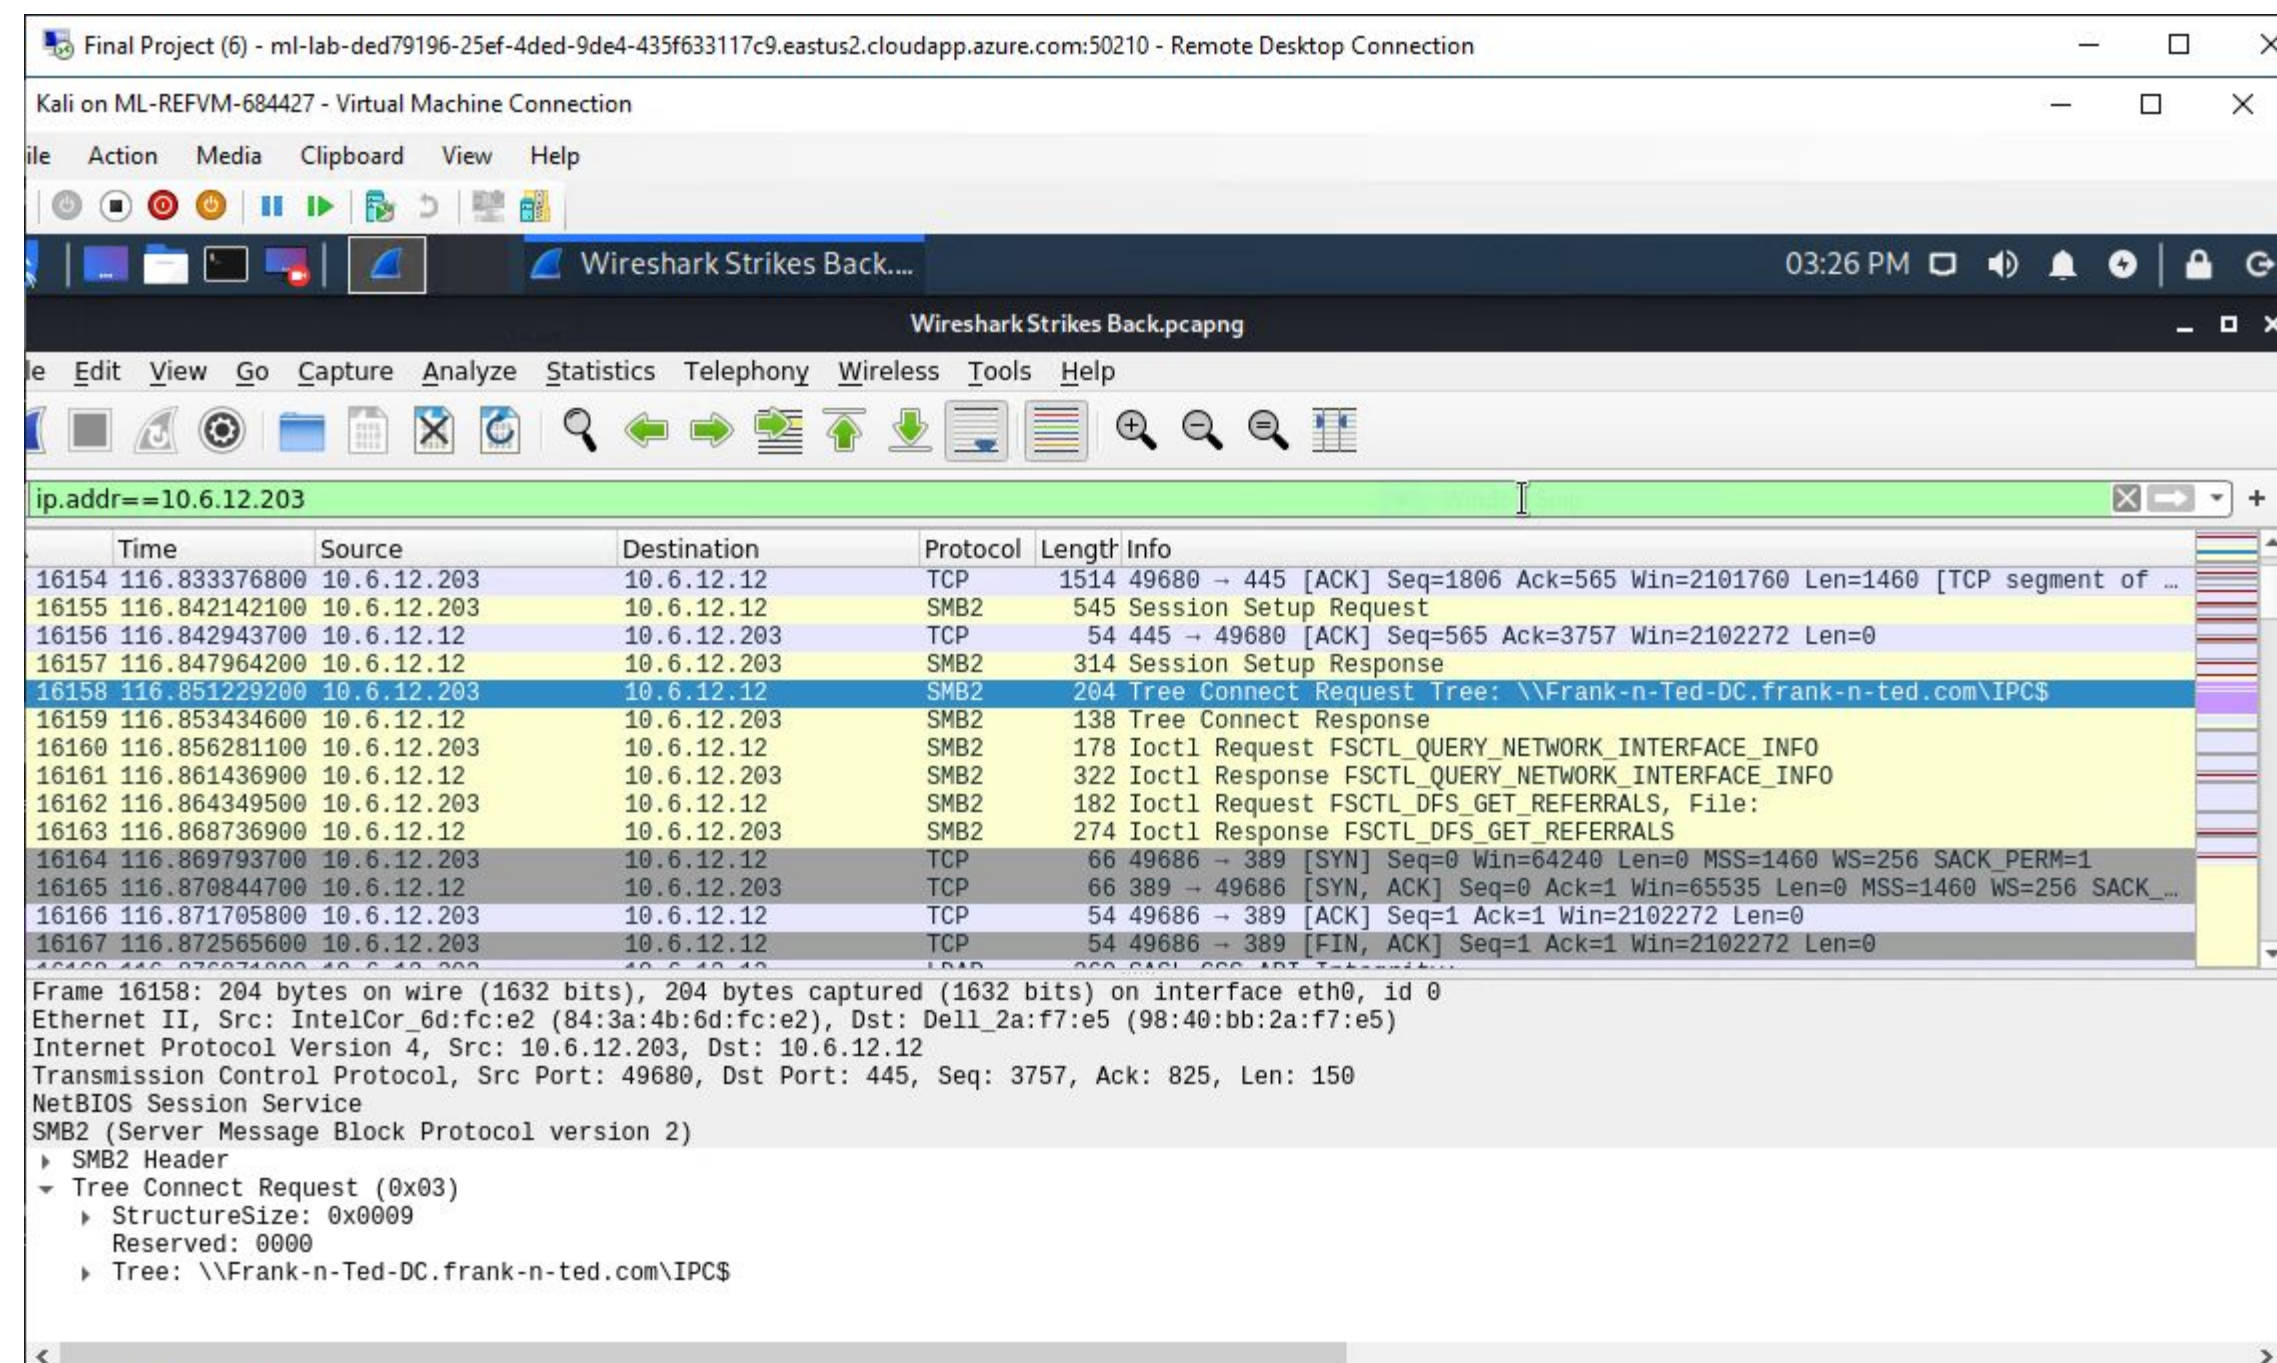 Final Project (6) - ml-lab-ded79196-25ef-4ded-9de4-435f633117c9.eastus2.cloudapp.azure.com:50210 - Remote Desktop Connection
Kali on ML-REFVM-684427 - Virtual Machine Connection
ile Action Media Clipboard View Help
Wireshark Strikes Back.... 03:26 PM
Wireshark Strikes Back.pcapng
le Edit View Go Capture Analyze Statistics Telephony Wireless Tools Help
ip.addr==10.6.12.203
Time Source Destination Protocol Length Info
16154 116.833376800 10.6.12.203 10.6.12.12 TCP 1514 49680 → 445 [ACK] Seq=1806 Ack=565 Win=2101760 Len=1460 [TCP segment of …
16155 116.842142100 10.6.12.203 10.6.12.12 SMB2 545 Session Setup Request
16156 116.842943700 10.6.12.12 10.6.12.203 TCP 54 445 → 49680 [ACK] Seq=565 Ack=3757 Win=2102272 Len=0
16157 116.847964200 10.6.12.12 10.6.12.203 SMB2 314 Session Setup Response
16158 116.851229200 10.6.12.203 10.6.12.12 SMB2 204 Tree Connect Request Tree: \\Frank-n-Ted-DC.frank-n-ted.com\IPC$
16159 116.853434600 10.6.12.12 10.6.12.203 SMB2 138 Tree Connect Response
16160 116.856281100 10.6.12.203 10.6.12.12 SMB2 178 Ioctl Request FSCTL_QUERY_NETWORK_INTERFACE_INFO
16161 116.861436900 10.6.12.12 10.6.12.203 SMB2 322 Ioctl Response FSCTL_QUERY_NETWORK_INTERFACE_INFO
16162 116.864349500 10.6.12.203 10.6.12.12 SMB2 182 Ioctl Request FSCTL_DFS_GET_REFERRALS, File:
16163 116.868736900 10.6.12.12 10.6.12.203 SMB2 274 Ioctl Response FSCTL_DFS_GET_REFERRALS
16164 116.869793700 10.6.12.203 10.6.12.12 TCP 66 49686 → 389 [SYN] Seq=0 Win=64240 Len=0 MSS=1460 WS=256 SACK_PERM=1
16165 116.870844700 10.6.12.12 10.6.12.203 TCP 66 389 → 49686 [SYN, ACK] Seq=0 Ack=1 Win=65535 Len=0 MSS=1460 WS=256 SACK_…
16166 116.871705800 10.6.12.203 10.6.12.12 TCP 54 49686 → 389 [ACK] Seq=1 Ack=1 Win=2102272 Len=0
16167 116.872565600 10.6.12.203 10.6.12.12 TCP 54 49686 → 389 [FIN, ACK] Seq=1 Ack=1 Win=2102272 Len=0
Frame 16158: 204 bytes on wire (1632 bits), 204 bytes captured (1632 bits) on interface eth0, id 0
Ethernet II, Src: IntelCor_6d:fc:e2 (84:3a:4b:6d:fc:e2), Dst: Dell_2a:f7:e5 (98:40:bb:2a:f7:e5)
Internet Protocol Version 4, Src: 10.6.12.203, Dst: 10.6.12.12
Transmission Control Protocol, Src Port: 49680, Dst Port: 445, Seq: 3757, Ack: 825, Len: 150
NetBIOS Session Service
SMB2 (Server Message Block Protocol version 2)
SMB2 Header
Tree Connect Request (0x03)
StructureSize: 0x0009
Reserved: 0000
Tree: \\Frank-n-Ted-DC.frank-n-ted.com\IPC$